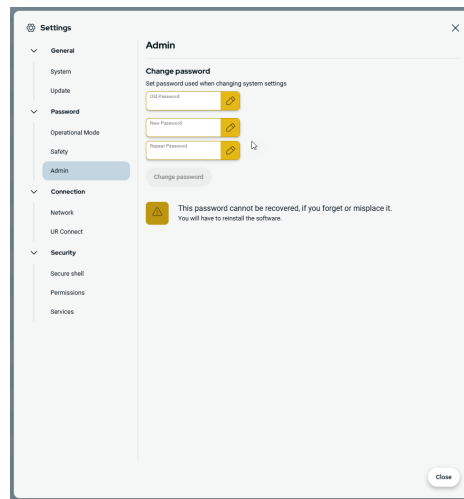 Settings
General
System
Update
Password
Operational Mode
Safety
Admin
Connection
Network
UR Connect
Security
Secure shell
Permissions
Services
Admin
Change password
Set password used when changing system settings
Old Password
New Password
Repeat Password
Change password
This password cannot be recovered, if you forget or misplace it.
You will have to reinstall the software.
Close